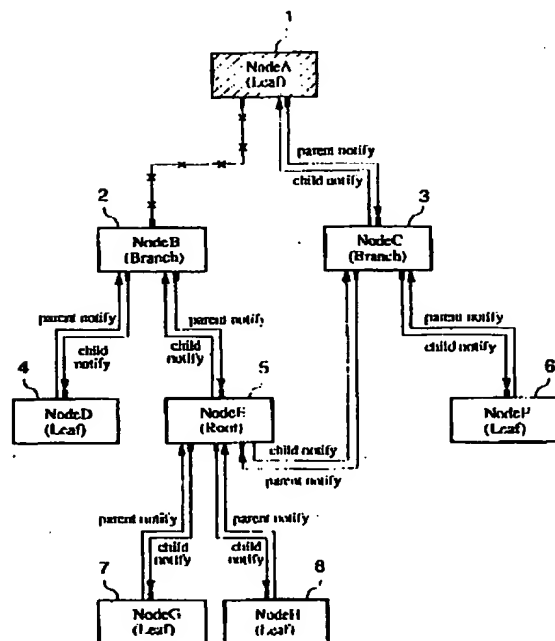 1
NodeA
(Leaf)
parent notify
child notify
2
3
NodeB
(Branch)
NodeC
(Branch)
parent notify
child
notify
parent notify
child
notify
parent notify
child notify
4
5
6
NodeD
(Leaf)
NodeE
(Root)
NodeF
(Leaf)
child notify
parent notify
parent notify
child
notify
parent notify
child
notify
7
8
NodeG
(Leaf)
NodeH
(Leaf)